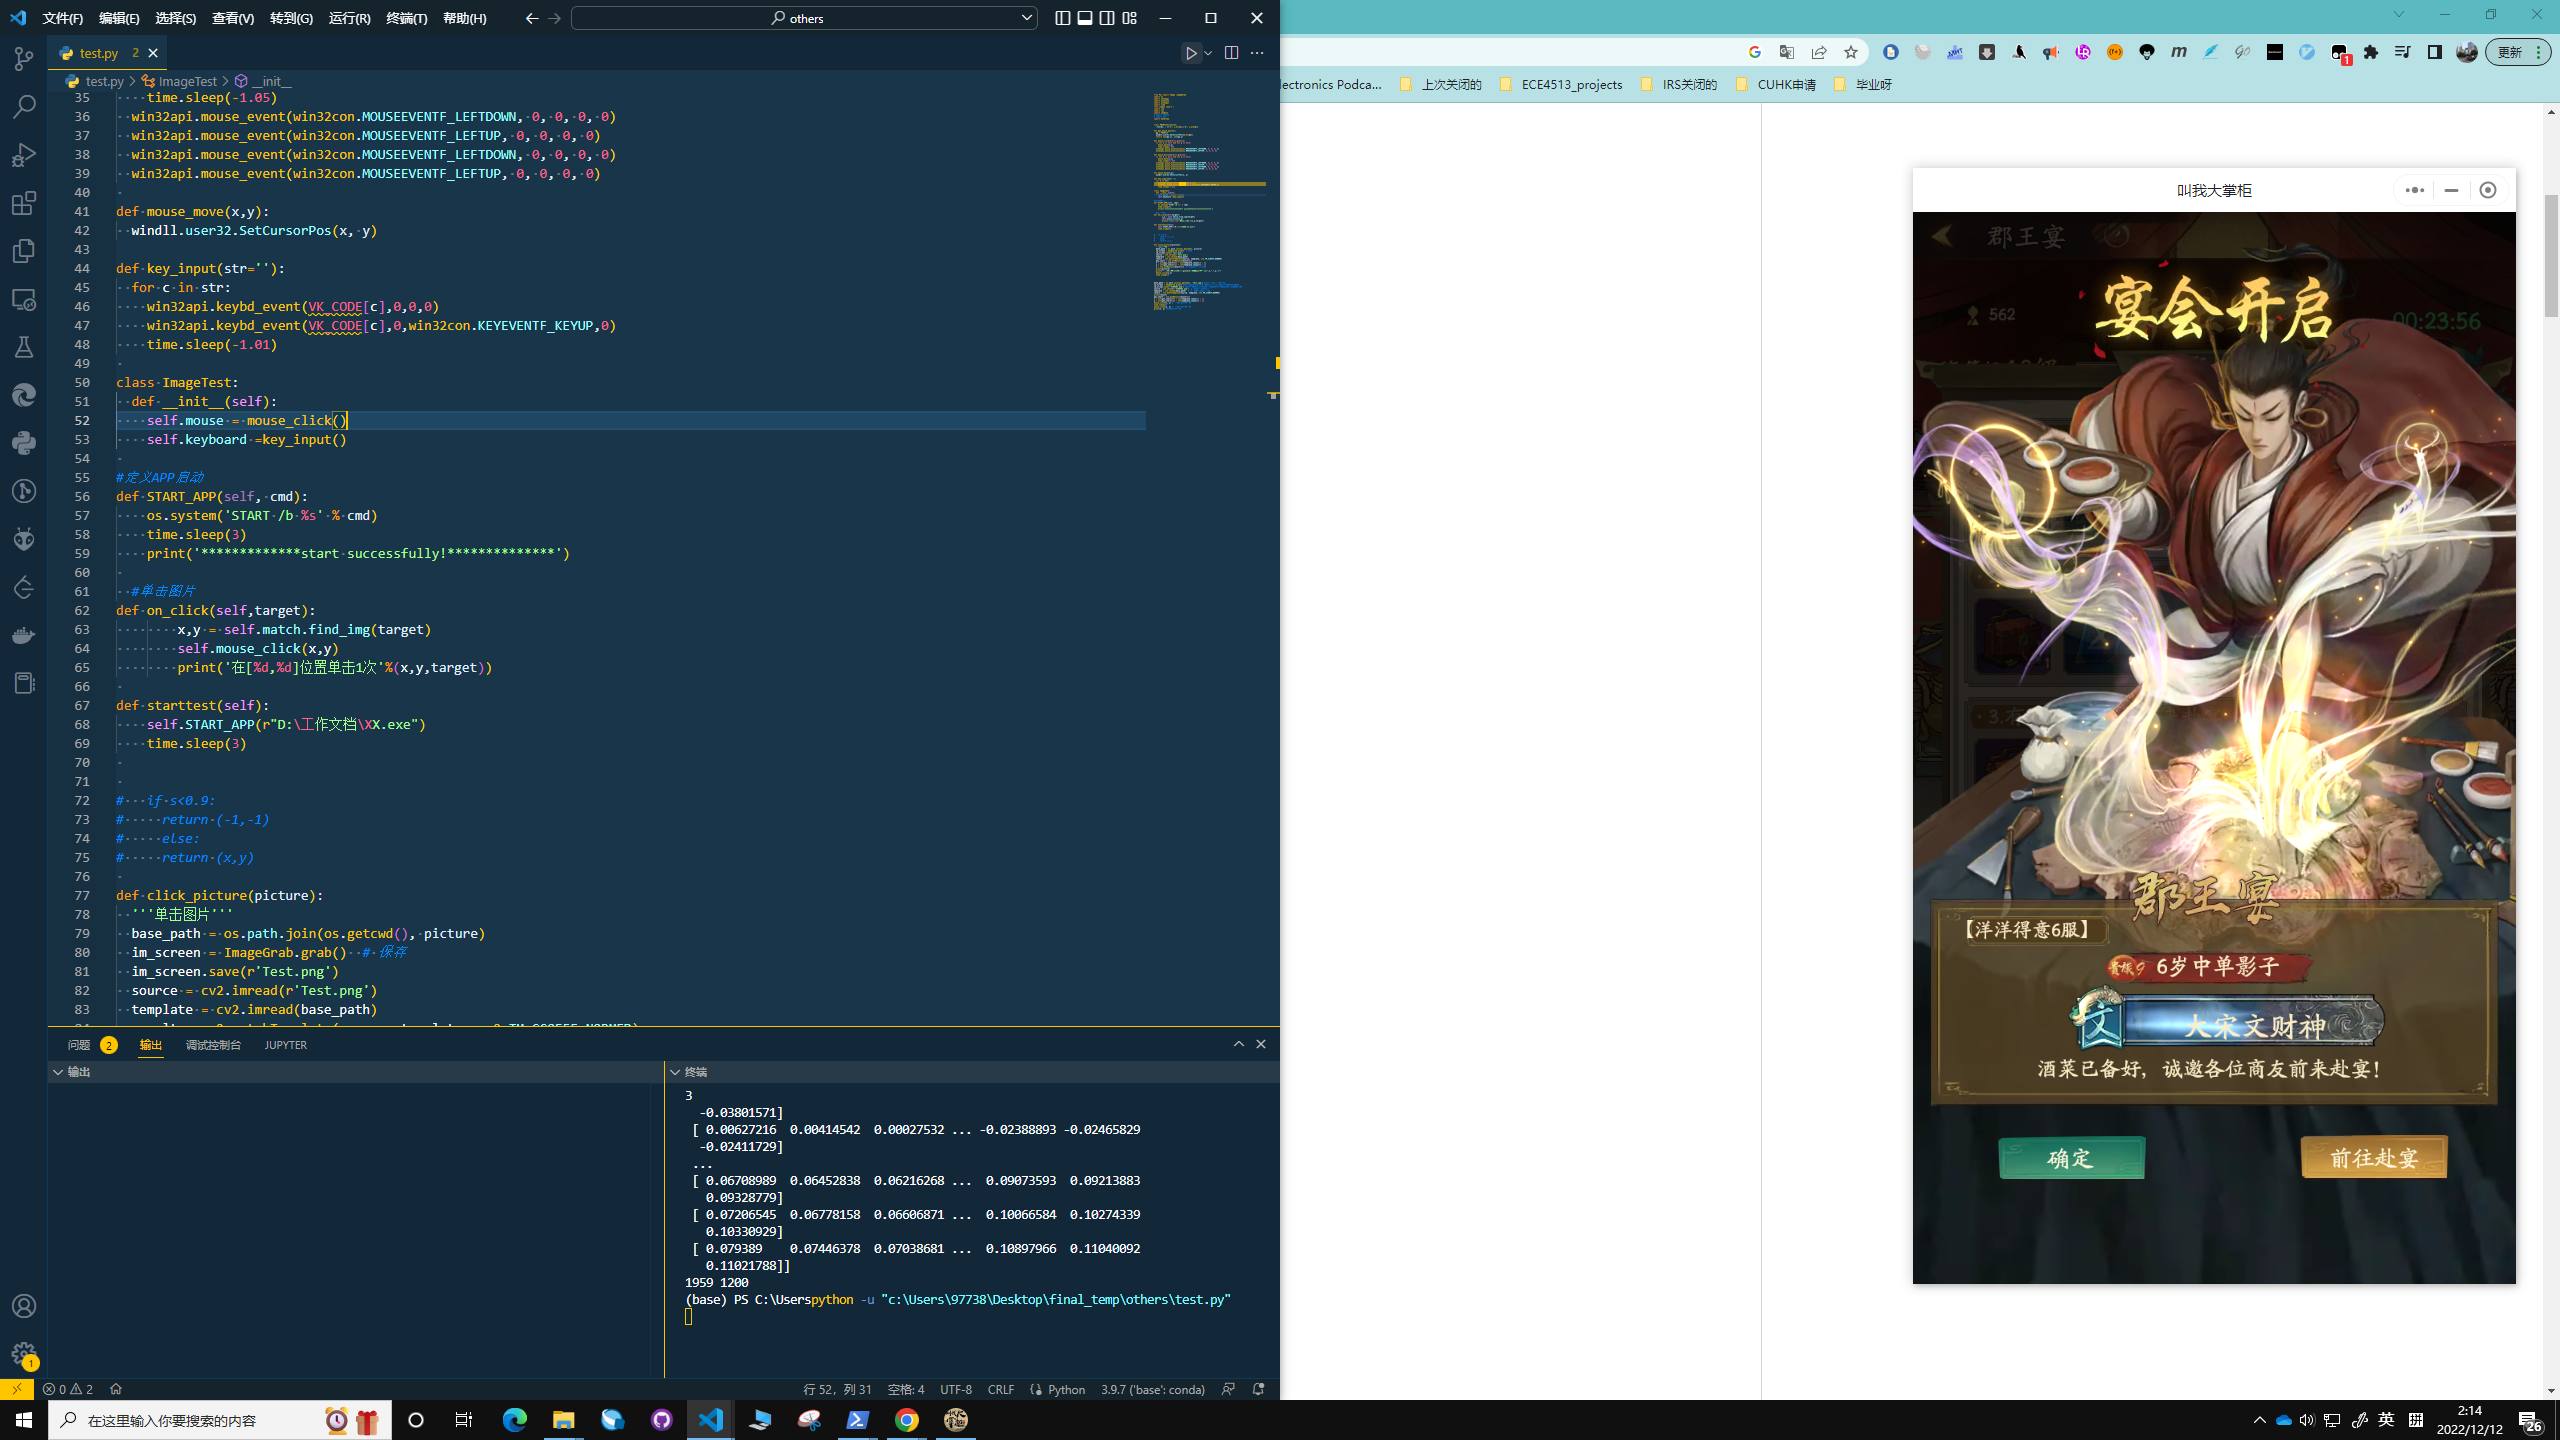 文件(F) 编辑(E) 选择(S) 查看(V) 转到(G) 运行(R) 终端(T) 帮助(H)
others
test.py 2
test.py > ImageTest > __init__
35 time.sleep(-1.05)
36 win32api.mouse_event(win32con.MOUSEEVENTF_LEFTDOWN, 0, 0, 0, 0)
37 win32api.mouse_event(win32con.MOUSEEVENTF_LEFTUP, 0, 0, 0, 0)
38 win32api.mouse_event(win32con.MOUSEEVENTF_LEFTDOWN, 0, 0, 0, 0)
39 win32api.mouse_event(win32con.MOUSEEVENTF_LEFTUP, 0, 0, 0, 0)
40
41 def mouse_move(x,y):
42 windll.user32.SetCursorPos(x, y)
43
44 def key_input(str=''):
45 for c in str:
46 win32api.keybd_event(VK_CODE[c],0,0,0)
47 win32api.keybd_event(VK_CODE[c],0,win32con.KEYEVENTF_KEYUP,0)
48 time.sleep(-1.01)
49
50 class ImageTest:
51 def __init__(self):
52 self.mouse = mouse_click()
53 self.keyboard =key_input()
54
55 #定义APP启动
56 def START_APP(self, cmd):
57 os.system('START /b %s' % cmd)
58 time.sleep(3)
59 print('*************start successfully!**************')
60
61 #单击图片
62 def on_click(self,target):
63 x,y = self.match.find_img(target)
64 self.mouse_click(x,y)
65 print('在[%d,%d]位置单击1次'%(x,y,target))
66
67 def starttest(self):
68 self.START_APP(r"D:\工作文档\XX.exe")
69 time.sleep(3)
70
71
72 # if s<0.9:
73 # return (-1,-1)
74 # else:
75 # return (x,y)
76
77 def click_picture(picture):
78 '''单击图片'''
79 base_path = os.path.join(os.getcwd(), picture)
80 im_screen = ImageGrab.grab() # 保存
81 im_screen.save(r'Test.png')
82 source = cv2.imread(r'Test.png')
83 template = cv2.imread(base_path)
问题 2 输出 调试控制台 JUPYTER
输出
终端
3
-0.03801571]
[ 0.00627216 0.00414542 0.00027532 ... -0.02388893 -0.02465829
-0.02411729]
...
[ 0.06708989 0.06452838 0.06216268 ... 0.09073593 0.09213883
0.09328779]
[ 0.07206545 0.06778158 0.06606871 ... 0.10066584 0.10274339
0.10330929]
[ 0.079389 0.07446378 0.07038681 ... 0.10897966 0.11040092
0.11021788]]
1959 1200
(base) PS C:\Userspython -u "c:\Users\97738\Desktop\final_temp\others\test.py"
1
0 2
行 52，列 31 空格: 4 UTF-8 CRLF Python 3.9.7 ('base': conda)
更新
lectronics Podca... 上次关闭的 ECE4513_projects IRS关闭的 CUHK申请 毕业呀
叫我大掌柜
郡王宴
宴会开启
562
00:23:56
郡王宴
【洋洋得意6服】
贵族9 6岁中单影子
文 大宋文财神
酒菜已备好，诚邀各位商友前来赴宴！
确定
前往赴宴
在这里输入你要搜索的内容
英
拼
2:14
2022/12/12
26